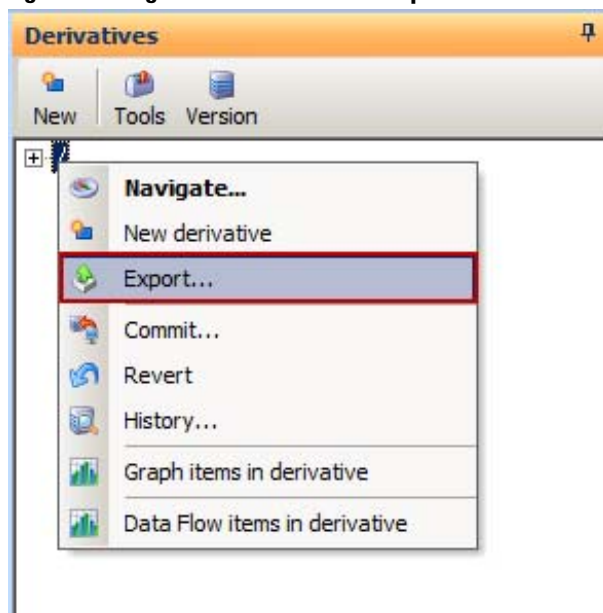 Derivatives
New Tools Version
/
Navigate...
New derivative
Export...
Commit...
Revert
History...
Graph items in derivative
Data Flow items in derivative